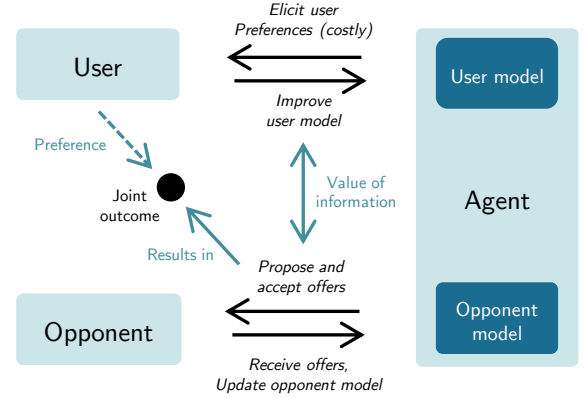 Elicit user
Preferences (costly)
User
User model
Improve
user model
Preference
Joint
outcome
Value of
information
Agent
Results in
Propose and
accept offers
Opponent
Opponent
model
Receive offers,
Update opponent model